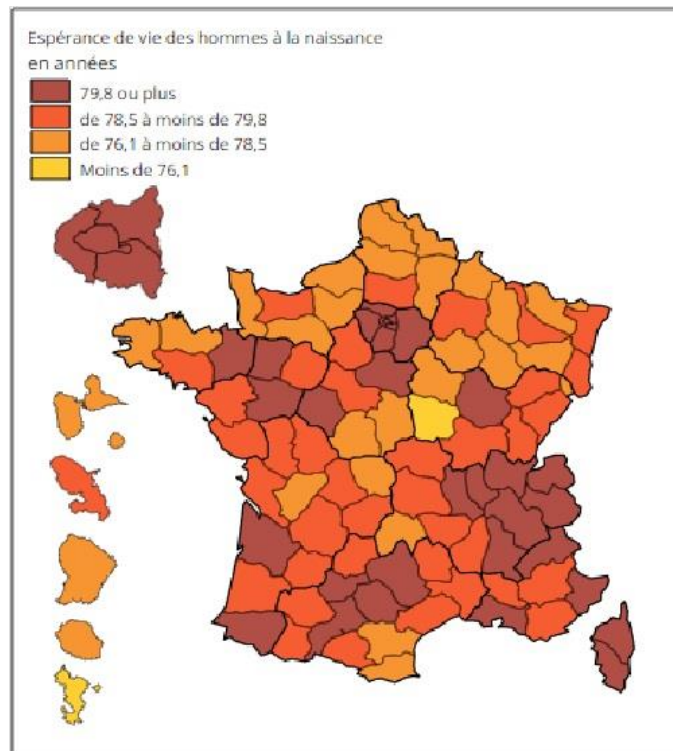 Espérance de vie des hommes à la naissance
en années
79,8 ou plus
de 78,5 à moins de 79,8
de 76,1 à moins de 78,5
Moins de 76,1